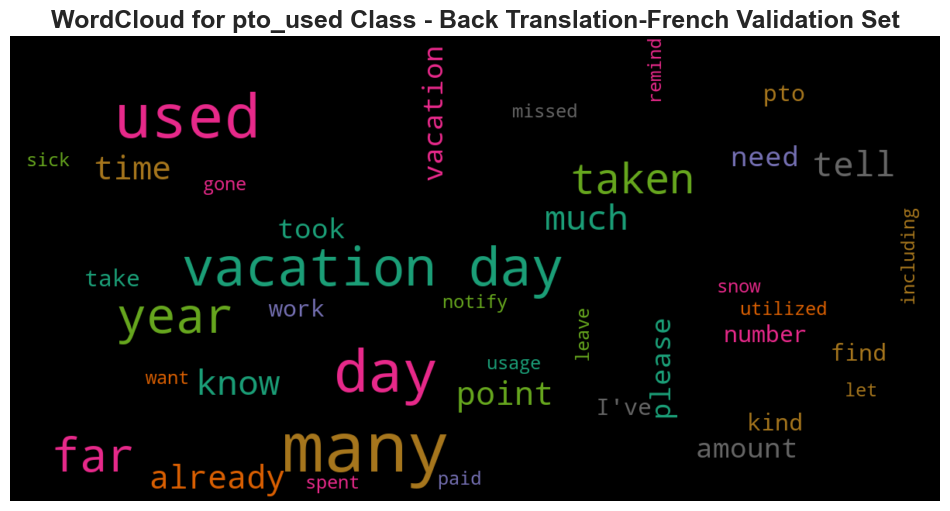 WordCloud for pto_used Class - Back Translation-French Validation Set
remind
vacation
pto
used
missed
need
tell
sick
time
gone
taken
much
took
including
vacation day
take
snow
year
work
notify
utilized
usage
leave
number
please
find
want
know
day
point
let
I've
kind
far
many
amount
already
spent
paid